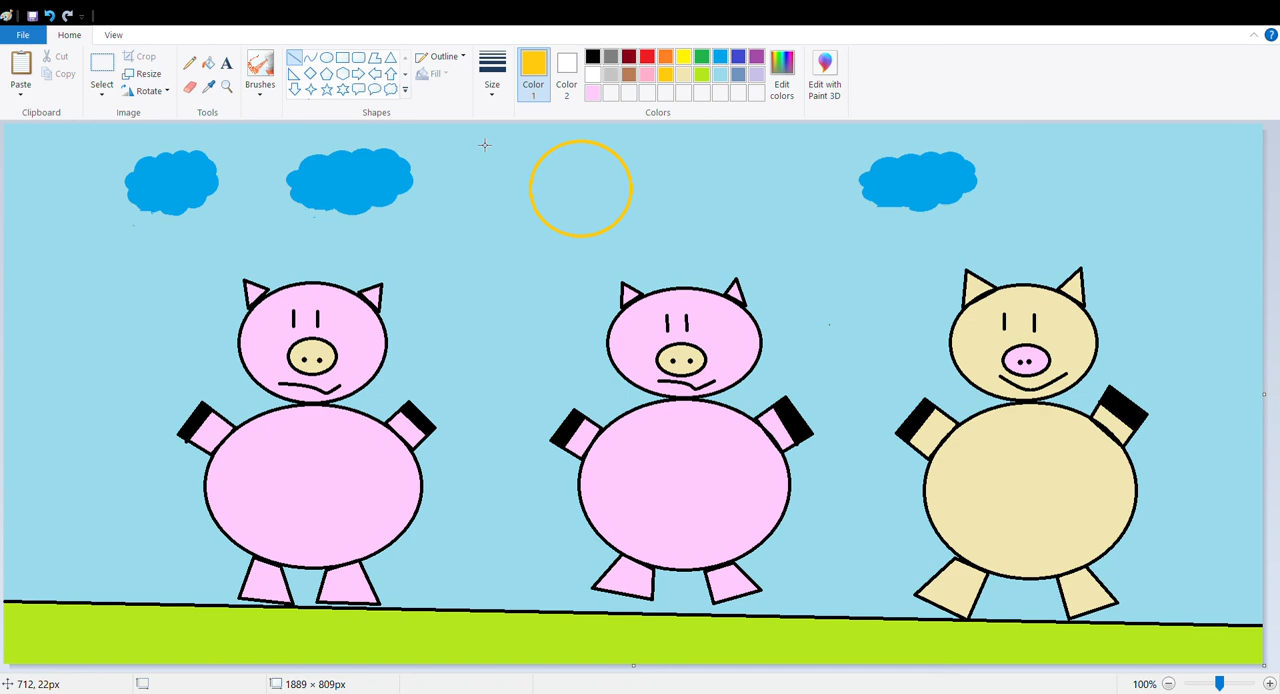 File Home View
Cut
Copy
Paste
Clipboard
Crop
Resize
Rotate
Select
Image
A
Tools
Brushes
Outline
Fill
Shapes
Size
Color
1
Color
2
Edit
colors
Colors
Edit with
Paint 3D
712, 22px 1889 × 809px 100%